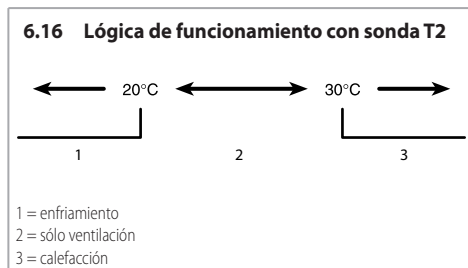 6.16 Lógica de funcionamiento con sonda T2
20°C 30°C
1 2 3
1 = enfriamiento
2 = sólo ventilación
3 = calefacción